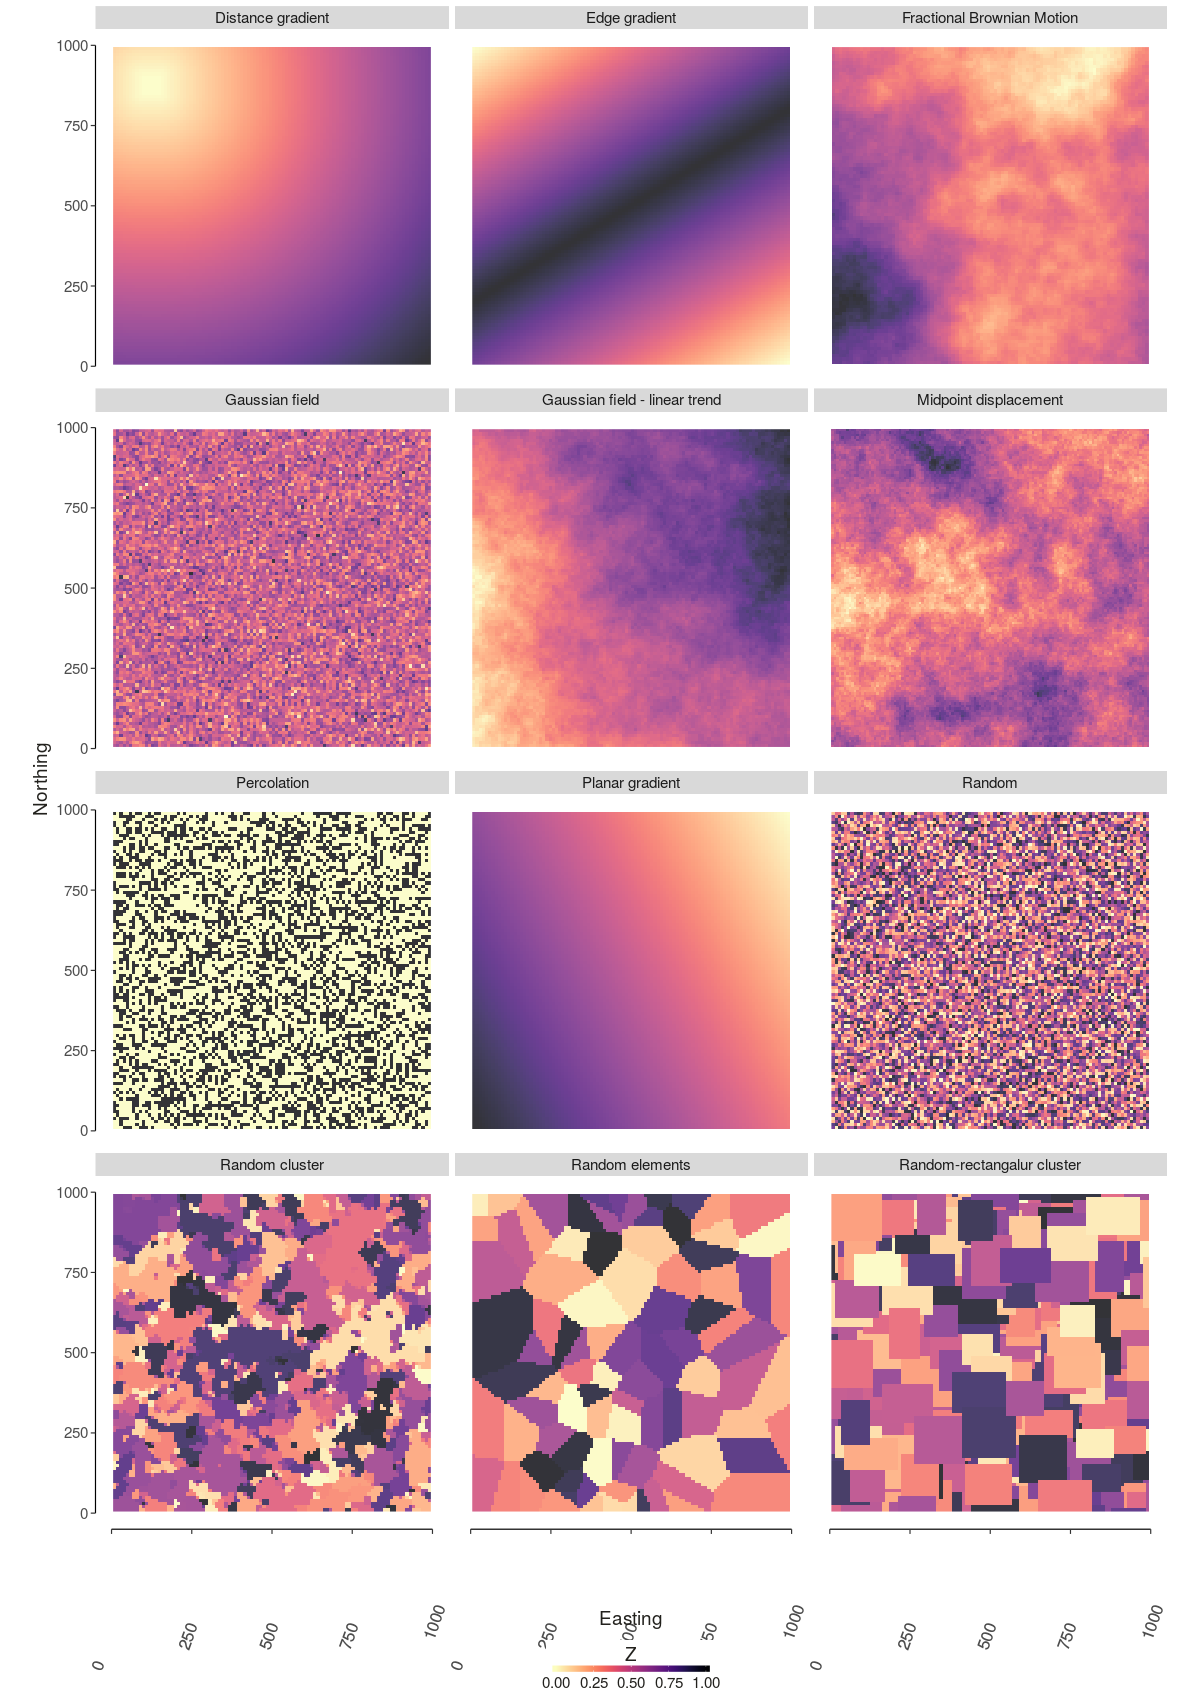 Distance gradient
Edge gradient
Fractional Brownian Motion
1000
750
500
250
0
Gaussian field
Gaussian field - linear trend
Midpoint displacement
1000
750
500
250
0
Northing
Percolation
Planar gradient
Random
1000
750
500
250
0
Random cluster
Random elements
Random-rectangalur cluster
1000
750
500
250
0
0
250
500
750
1000
0
250
1000
0
250
500
750
1000
Easting
Z
0.00 0.25 0.50 0.75 1.00